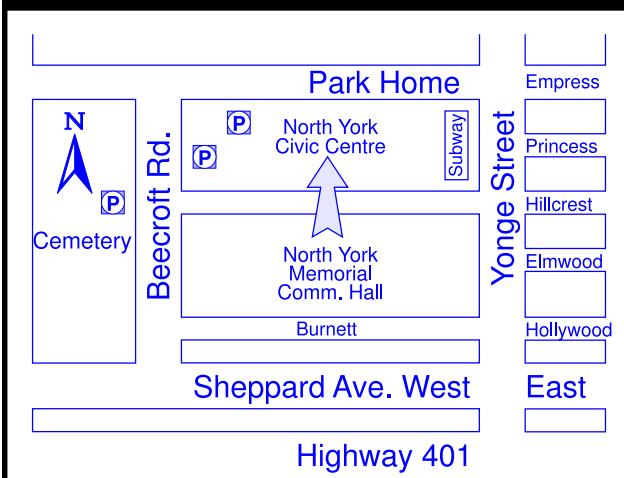 Park Home
Empress
N
P
P
P
North York
Civic Centre
Subway
Princess
Beecroft Rd.
Yonge Street
Hillcrest
Cemetery
North York
Memorial
Comm. Hall
Elmwood
Burnett
Hollywood
Sheppard Ave. West
East
Highway 401